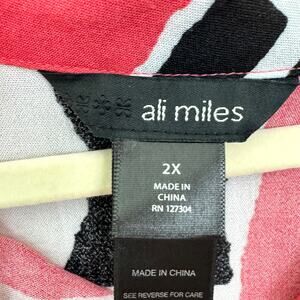 ali miles
2X
MADE IN
CHINA
RN 127304
MADE IN CHINA
SEE REVERSE FOR CARE